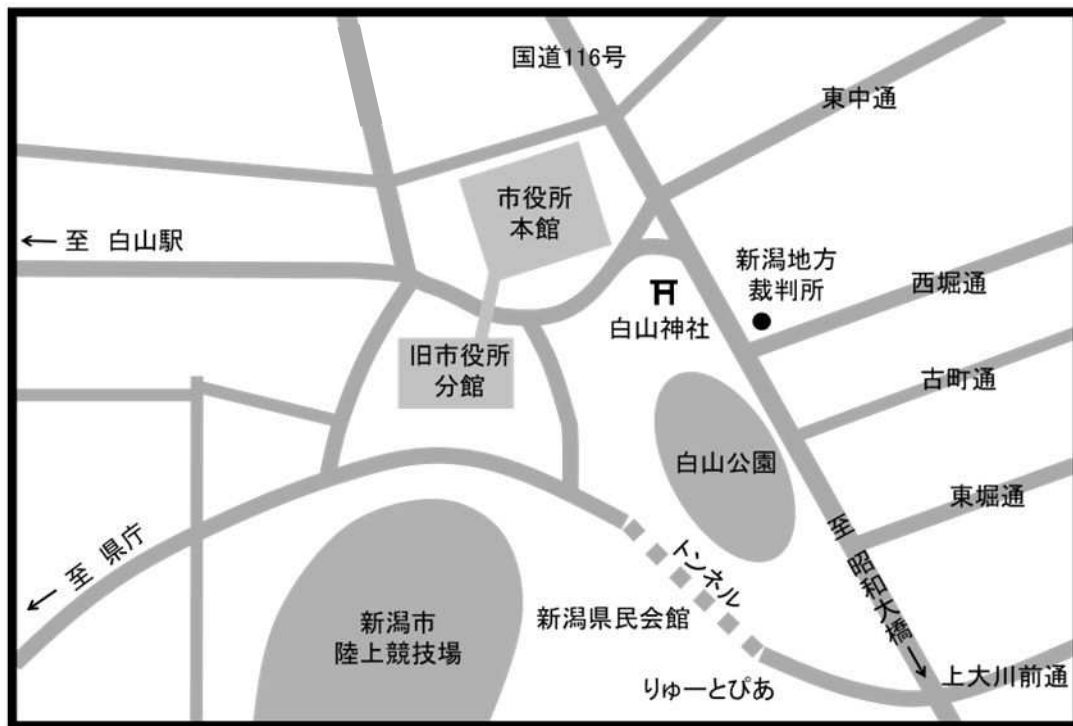 国道116号
東中通
市役所
本館
← 至 白山駅
新潟地方
裁判所
西堀通
白山神社
旧市役所
分館
古町通
白山公園
東堀通
← 至 県庁
トンネル
至 昭和大橋→
新潟市
陸上競技場
新潟県民会館
りゅーとぴあ
上大川前通